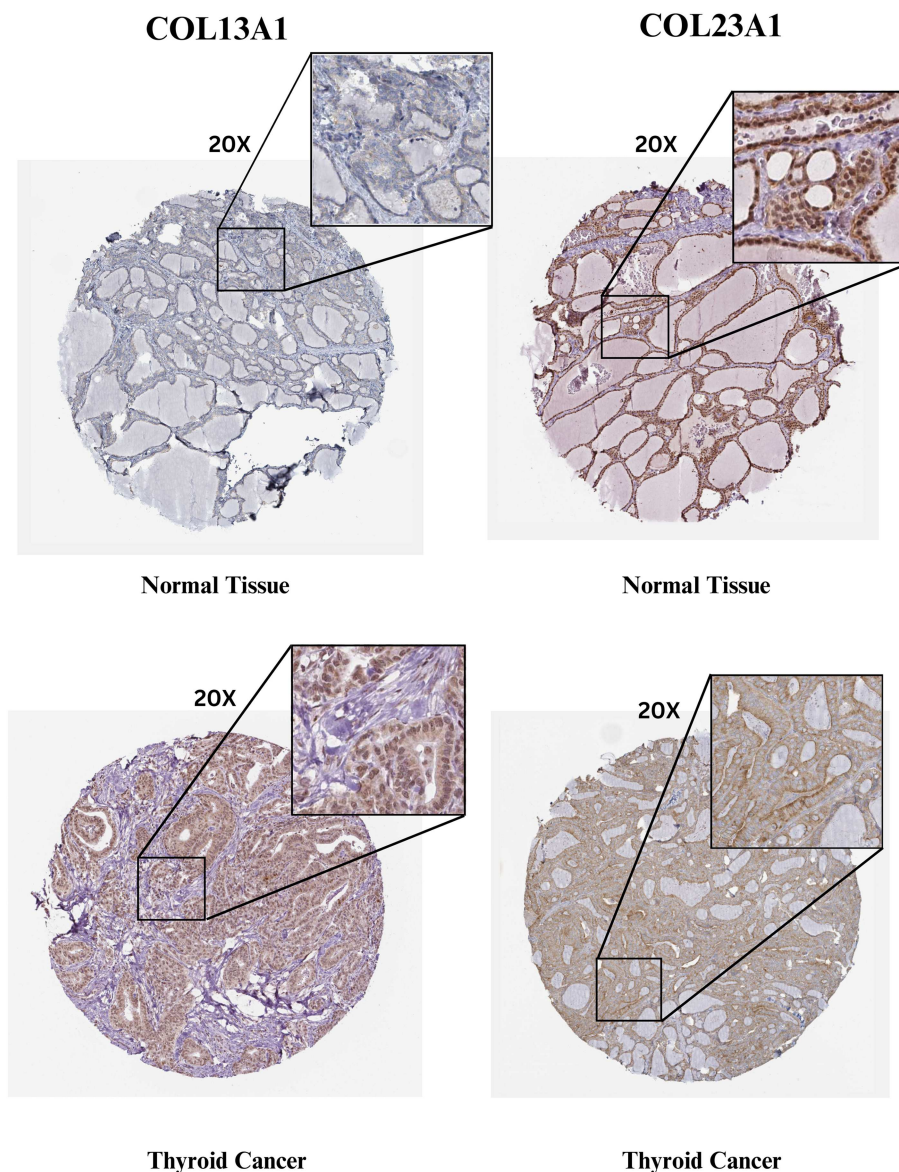 COL13A1 COL23A1
20X 20X
Normal Tissue Normal Tissue
20X 20X
Thyroid Cancer Thyroid Cancer